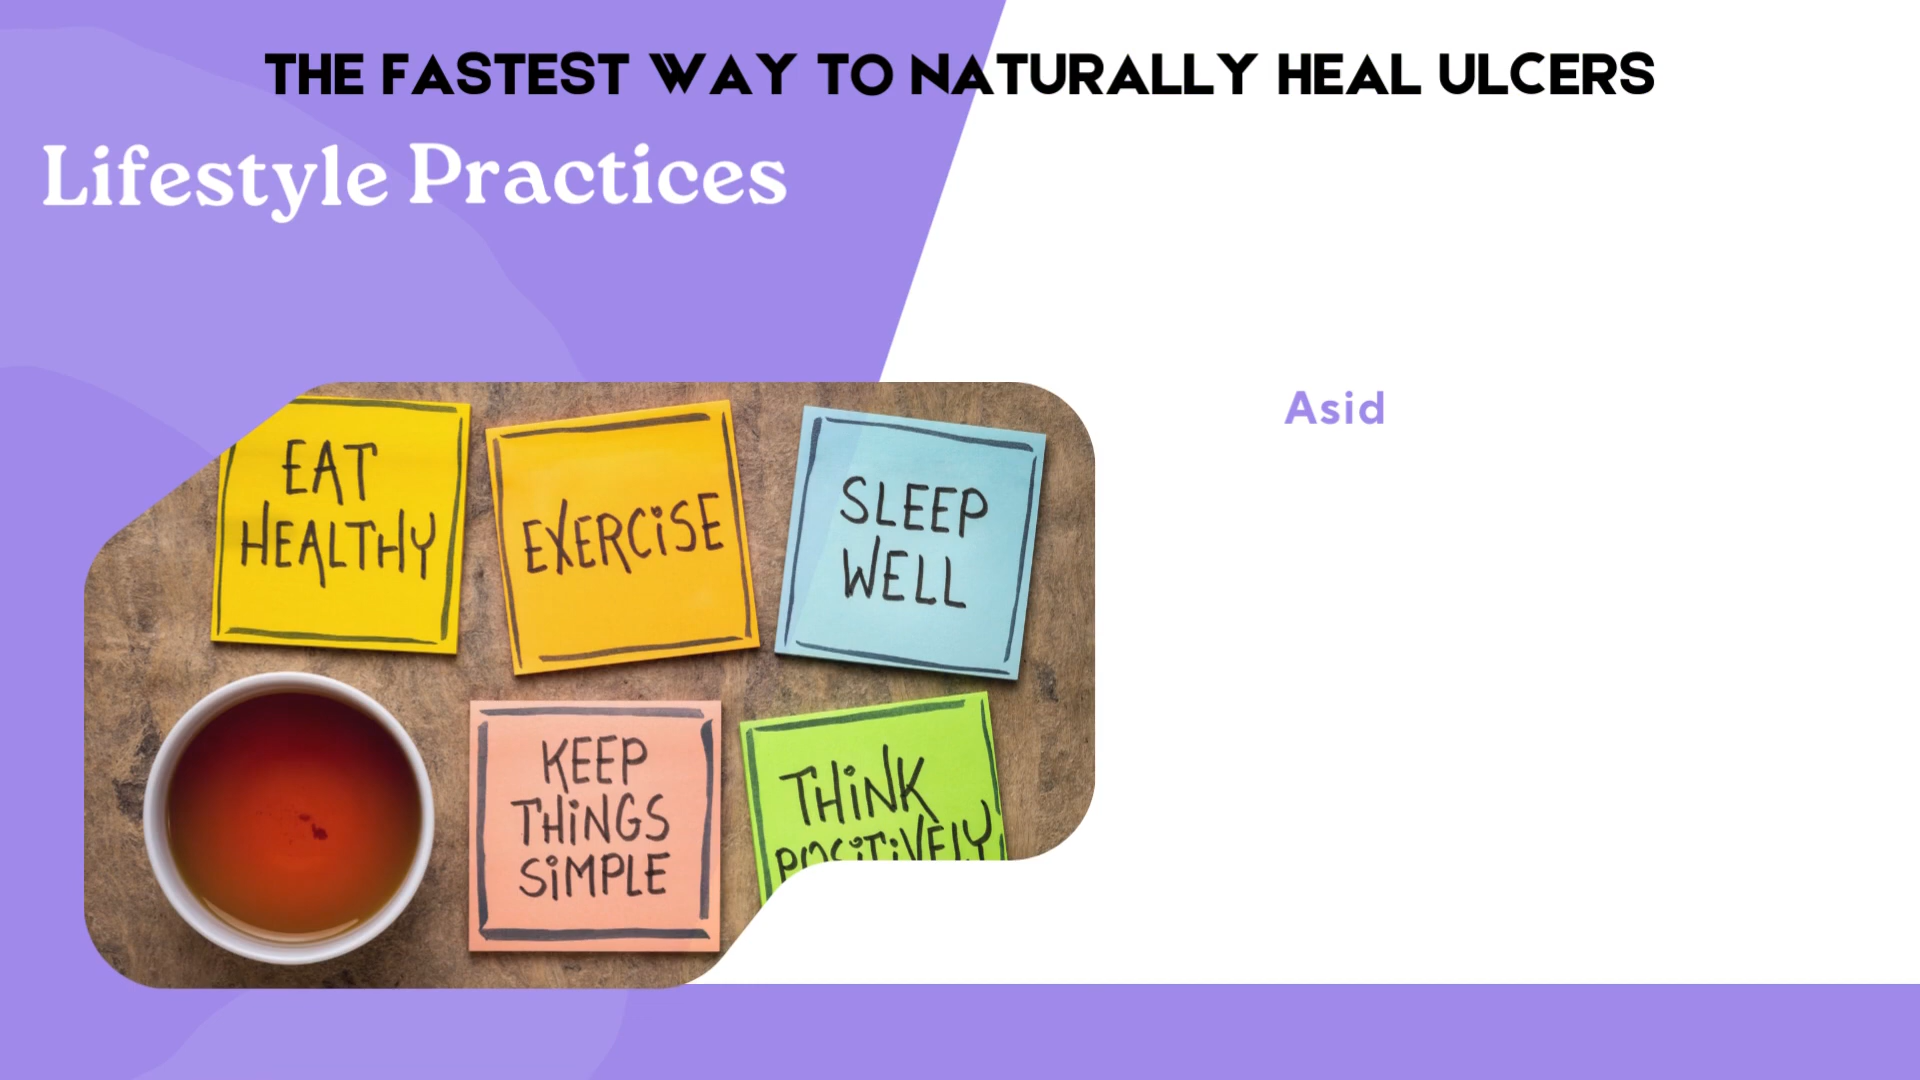 THE FASTEST WAY TO NATURALLY HEAL ULCERS
Lifestyle Practices
Asid
EAT
HEALTHY
EXERCISE
SLEEP
WELL
KEEP
THINGS
SIMPLE
THINK
POSITIVELY